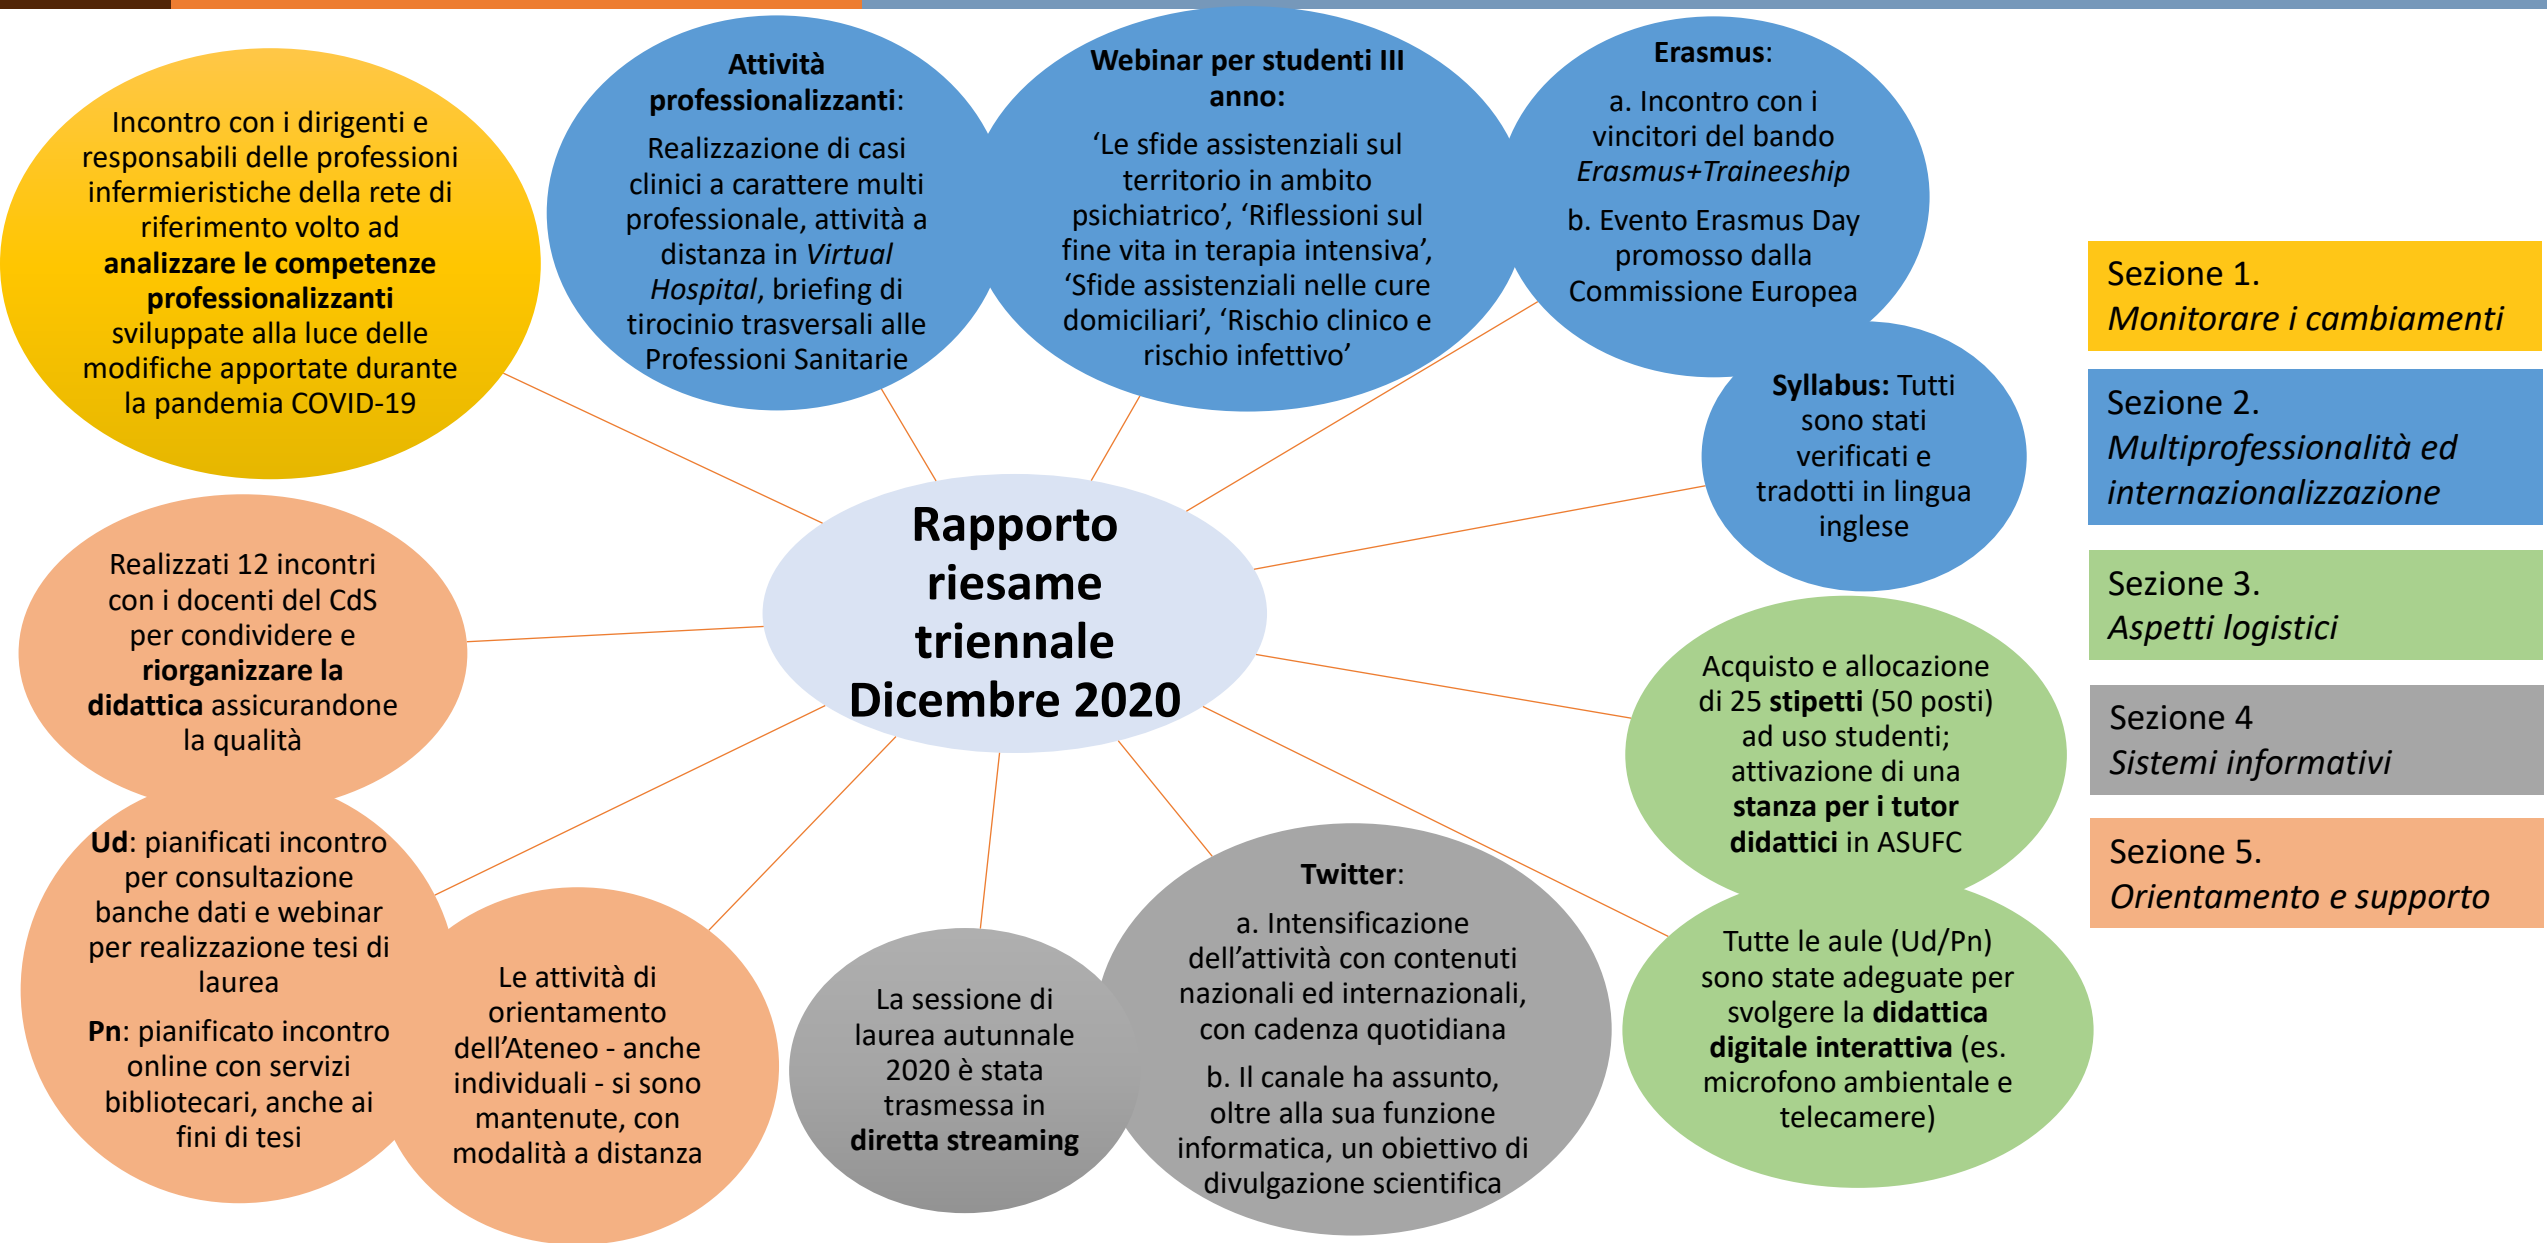 Incontro con i dirigenti e
responsabili delle professioni
infermieristiche della rete di
riferimento volto ad
analizzare le competenze
professionalizzanti
sviluppate alla luce delle
modifiche apportate durante
la pandemia COVID-19
Attività
professionalizzanti:
Realizzazione di casi
clinici a carattere multi
professionale, attività a
distanza in Virtual
Hospital, briefing di
tirocinio trasversali alle
Professioni Sanitarie
Webinar per studenti III
anno:
‘Le sfide assistenziali sul
territorio in ambito
psichiatrico’, ‘Riflessioni sul
fine vita in terapia intensiva’,
‘Sfide assistenziali nelle cure
domiciliari’, ‘Rischio clinico e
rischio infettivo’
Erasmus:
a. Incontro con i
vincitori del bando
Erasmus+Traineeship
b. Evento Erasmus Day
promosso dalla
Commissione Europea
Syllabus: Tutti
sono stati
verificati e
tradotti in lingua
inglese
Rapporto
riesame
triennale
Dicembre 2020
Realizzati 12 incontri
con i docenti del CdS
per condividere e
riorganizzare la
didattica assicurandone
la qualità
Ud: pianificati incontro
per consultazione
banche dati e webinar
per realizzazione tesi di
laurea
Pn: pianificato incontro
online con servizi
bibliotecari, anche ai
fini di tesi
Le attività di
orientamento
dell’Ateneo - anche
individuali - si sono
mantenute, con
modalità a distanza
La sessione di
laurea autunnale
2020 è stata
trasmessa in
diretta streaming
Twitter:
a. Intensificazione
dell’attività con contenuti
nazionali ed internazionali,
con cadenza quotidiana
b. Il canale ha assunto,
oltre alla sua funzione
informatica, un obiettivo di
divulgazione scientifica
Acquisto e allocazione
di 25 stipetti (50 posti)
ad uso studenti;
attivazione di una
stanza per i tutor
didattici in ASUFC
Tutte le aule (Ud/Pn)
sono state adeguate per
svolgere la didattica
digitale interattiva (es.
microfono ambientale e
telecamere)
Sezione 1.
Monitorare i cambiamenti
Sezione 2.
Multiprofessionalità ed
internazionalizzazione
Sezione 3.
Aspetti logistici
Sezione 4
Sistemi informativi
Sezione 5.
Orientamento e supporto